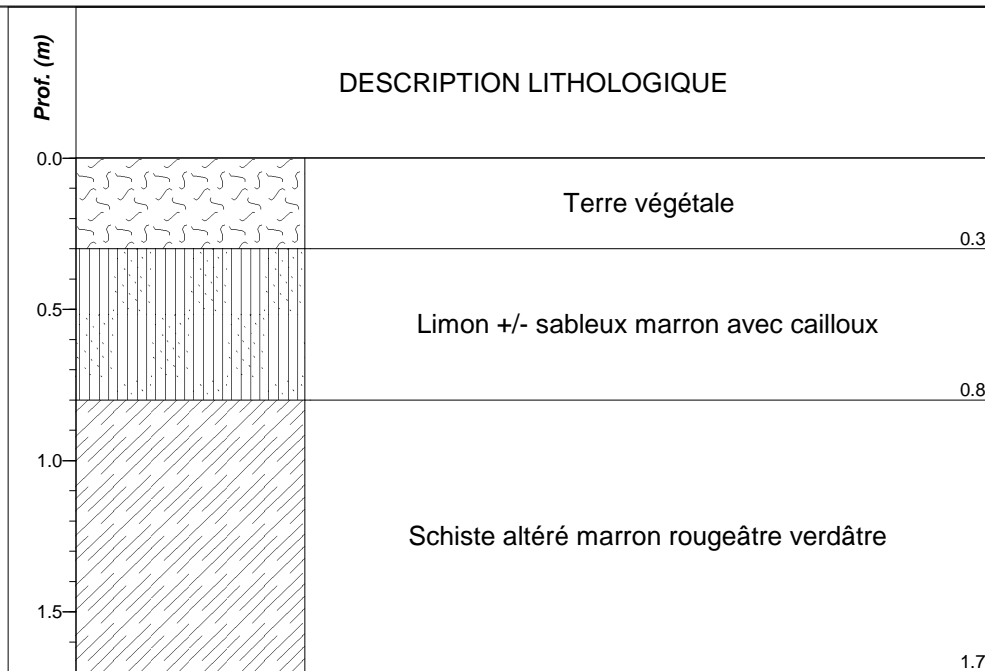 Prof. (m)
DESCRIPTION LITHOLOGIQUE
0.0
Terre végétale
0.3
0.5
Limon +/- sableux marron avec cailloux
0.8
1.0
Schiste altéré marron rougeâtre verdâtre
1.5
1.7